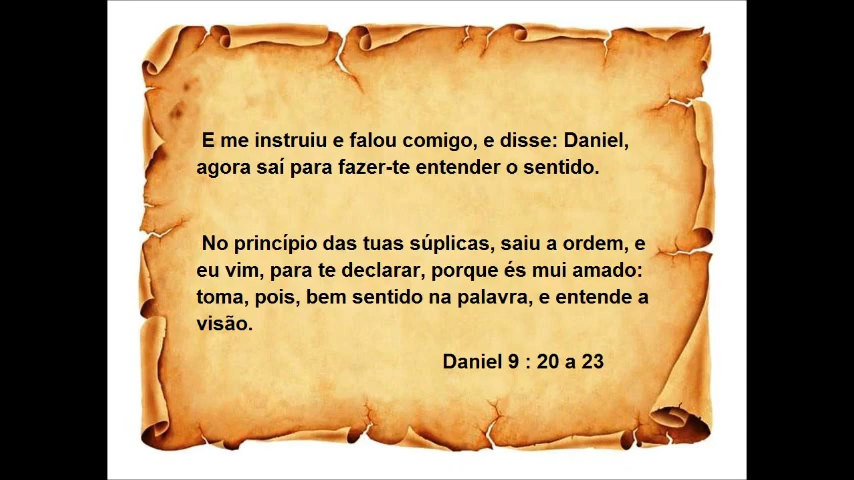 E me instruiu e falou comigo, e disse: Daniel,
agora saí para fazer-te entender o sentido.
No princípio das tuas súplicas, saiu a ordem, e
eu vim, para te declarar, porque és mui amado:
toma, pois, bem sentido na palavra, e entende a
visão.
Daniel 9 : 20 a 23